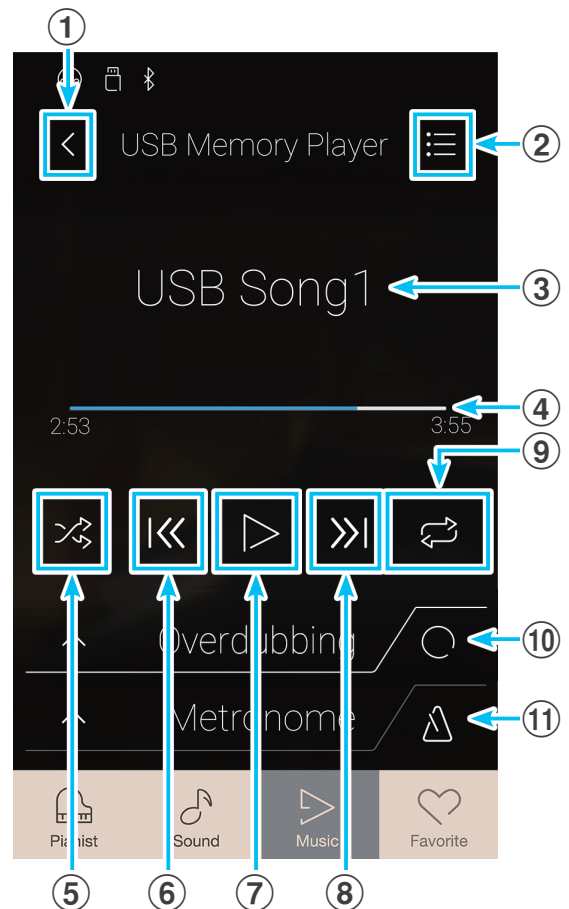 ①
USB Memory Player
②
USB Song1
③
④
2:53
3:55
⑨
Overdubbing
⑩
Metronome
⑪
Pianist
Sound
Music
Favorite
⑤
⑥
⑦
⑧